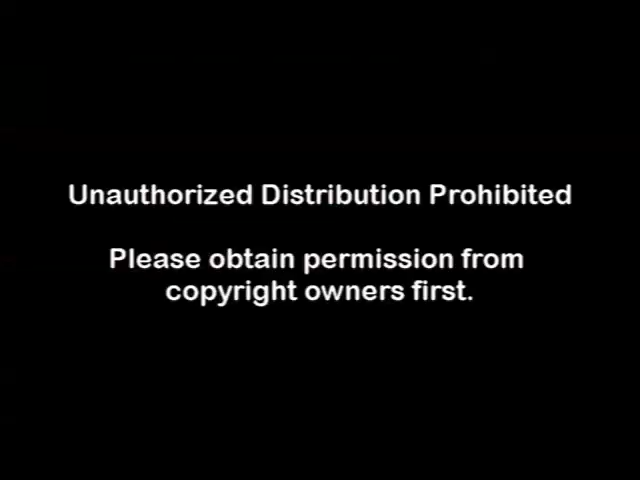 Unauthorized Distribution Prohibited
Please obtain permission from
copyright owners first.